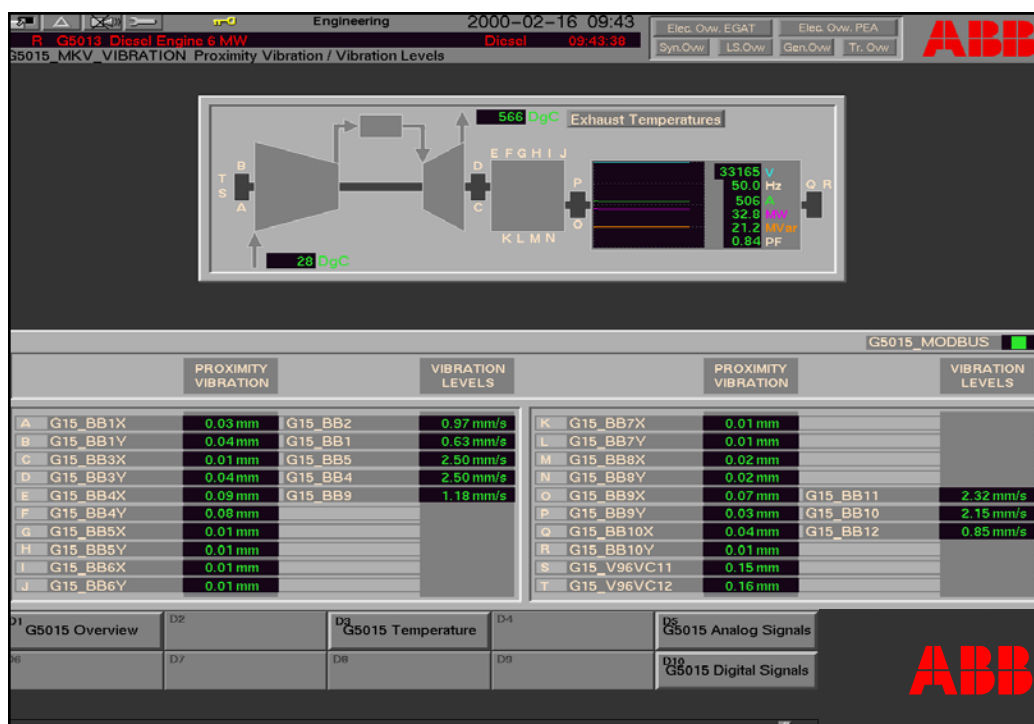 Engineering 2000-02-16 09:43
R G5013 Diesel Engine 6 MW Diesel 09:43:38
G5015_MKV_VIBRATION Proximity Vibration / Vibration Levels
Elec. Ovw. EGAT Elec. Ovw. PEA
Syn.Ovw LS.Ovw Gen.Ovw Tr. Ovw
ABB
566 DgC Exhaust Temperatures
E F G H I J
B D
T P Q R
S
A C O
K L M N
33165 V
50.0 Hz
506 A
32.8 MW
21.2 MVar
0.84 PF
28 DgC
G5015_MODBUS
PROXIMITY VIBRATION PROXIMITY VIBRATION
VIBRATION LEVELS VIBRATION LEVELS
A G15_BB1X 0.03 mm G15_BB2 0.97 mm/s K G15_BB7X 0.01 mm
B G15_BB1Y 0.04 mm G15_BB1 0.63 mm/s L G15_BB7Y 0.01 mm
C G15_BB3X 0.01 mm G15_BB5 2.50 mm/s M G15_BB8X 0.02 mm
D G15_BB3Y 0.04 mm G15_BB4 2.50 mm/s N G15_BB8Y 0.02 mm
E G15_BB4X 0.09 mm G15_BB9 1.18 mm/s O G15_BB9X 0.07 mm G15_BB11 2.32 mm/s
F G15_BB4Y 0.08 mm P G15_BB9Y 0.03 mm G15_BB10 2.15 mm/s
G G15_BB5X 0.01 mm Q G15_BB10X 0.04 mm G15_BB12 0.85 mm/s
H G15_BB5Y 0.01 mm R G15_BB10Y 0.01 mm
I G15_BB6X 0.01 mm S G15_V96VC11 0.15 mm
J G15_BB6Y 0.01 mm T G15_V96VC12 0.16 mm
D1 G5015 Overview D2 D3 G5015 Temperature D4 D5 G5015 Analog Signals
D6 D7 D8 D9 D10 G5015 Digital Signals
ABB